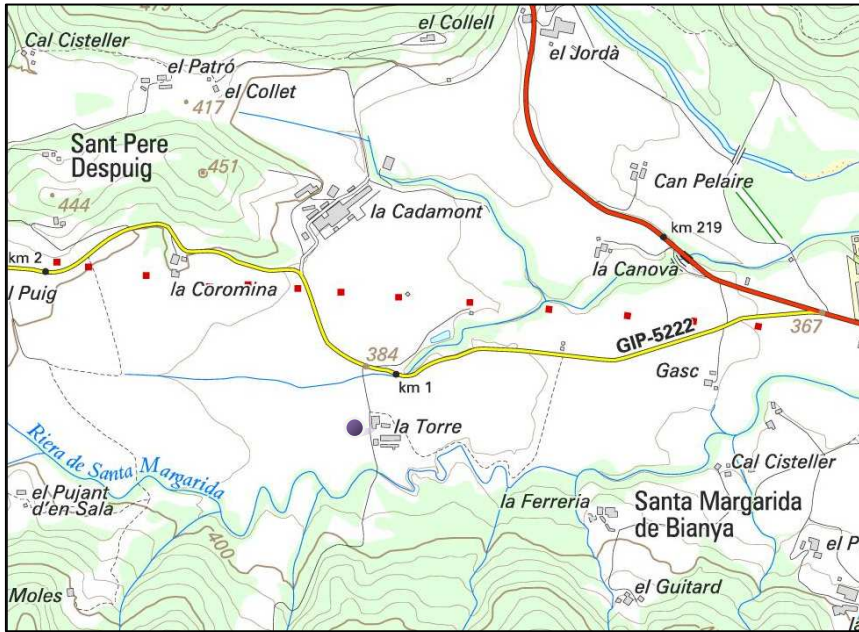 el Collell
Cal Cisteller
el Jordà
el Patró
el Collet
417
Sant Pere
Despuig
451
Can Pelaire
444
la Cadamont
km 219
km 2
la Canova
l Puig
la Coromina
GIP-5222
367
384
km 1
Gasc
la Torre
Riera de Santa Margarida
Cal Cisteller
el Pujant
d'en Sala
la Ferreria
Santa Margarida
de Bianya
400
el P
el Guitard
Moles
la